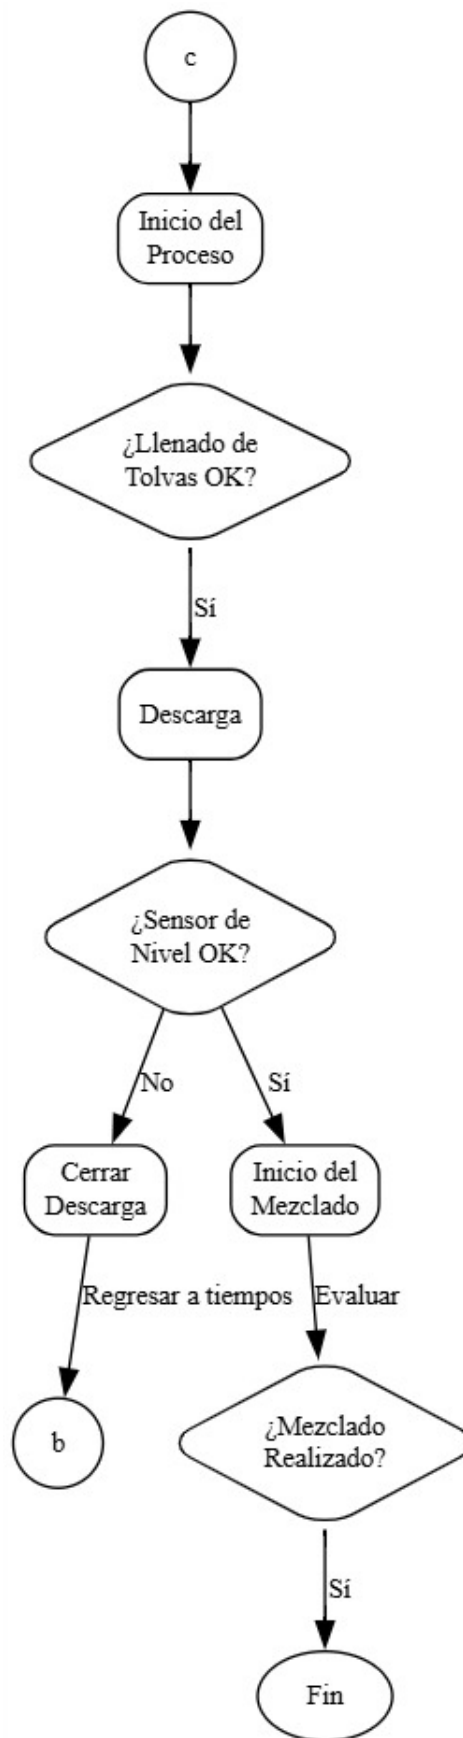 c
Inicio del
Proceso
¿Llenado de
Tolvas OK?
Sí
Descarga
¿Sensor de
Nivel OK?
No
Sí
Cerrar
Descarga
Inicio del
Mezclado
Regresar a tiempos
Evaluar
b
¿Mezclado
Realizado?
Sí
Fin